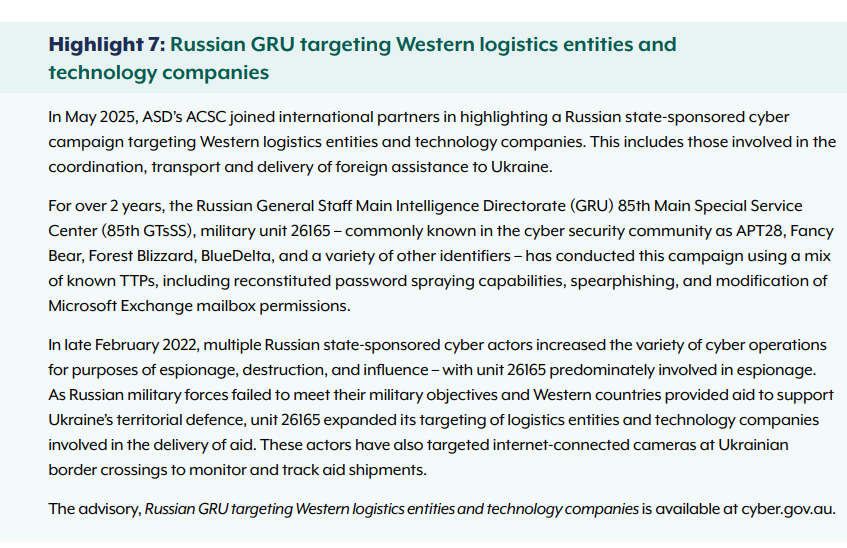 Highlight 7: Russian GRU targeting Western logistics entities and
technology companies
In May 2025, ASD's ACSC joined international partners in highlighting a Russian state-sponsored cyber
campaign targeting Western logistics entities and technology companies. This includes those involved in the
coordination, transport and delivery of foreign assistance to Ukraine.
For over 2 years, the Russian General Staff Main Intelligence Directorate (GRU) 85th Main Special Service
Center (85th GTsSS), military unit 26165 – commonly known in the cyber security community as APT28, Fancy
Bear, Forest Blizzard, BlueDelta, and a variety of other identifiers – has conducted this campaign using a mix
of known TTPs, including reconstituted password spraying capabilities, spearphishing, and modification of
Microsoft Exchange mailbox permissions.
In late February 2022, multiple Russian state-sponsored cyber actors increased the variety of cyber operations
for purposes of espionage, destruction, and influence – with unit 26165 predominately involved in espionage.
As Russian military forces failed to meet their military objectives and Western countries provided aid to support
Ukraine's territorial defence, unit 26165 expanded its targeting of logistics entities and technology companies
involved in the delivery of aid. These actors have also targeted internet-connected cameras at Ukrainian
border crossings to monitor and track aid shipments.
The advisory, Russian GRU targeting Western logistics entities and technology companies is available at cyber.gov.au.